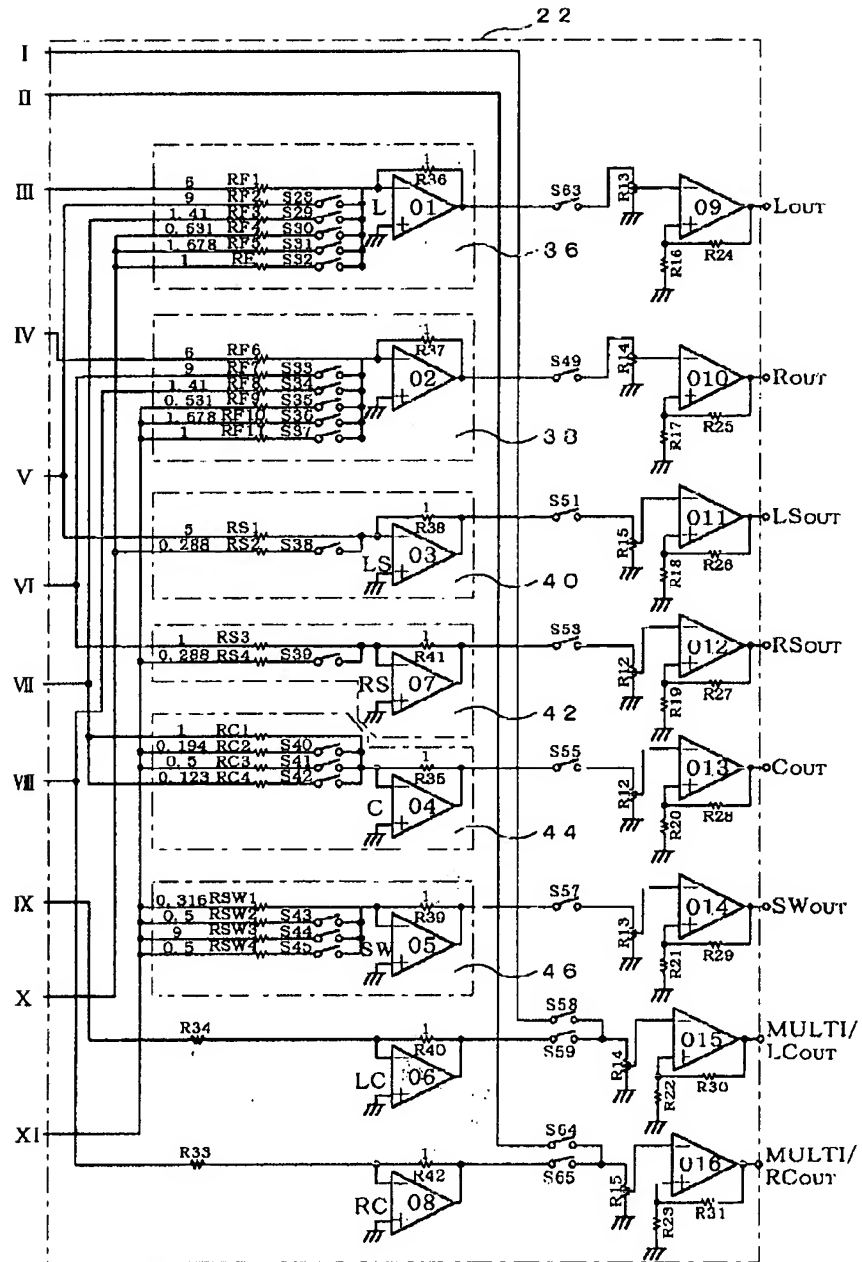 22
I
II
III
6 RF1
9 RF2 S28
1.41 RF3 S29
0.531 RF4 S30
1.678 RF5 S31
1 RF S32
L
01
1
R36
36
S63
R13
09
R16
R24
LOUT
IV
6 RF6
9 RF7 S33
1.41 RF8 S34
0.531 RF9 S35
1.678 RF10 S36
1 RF11 S37
02
1
R37
38
S49
R14
010
R17
R25
ROUT
V
5 RS1
0.288 RS2 S38
LS
03
1
R38
40
S51
R15
011
R18
R26
LSOUT
VI
1 RS3
0.288 RS4 S39
RS
07
1
R41
42
S53
R12
012
R19
R27
RSOUT
VII
1 RC1
0.194 RC2 S40
0.5 RC3 S41
0.123 RC4 S42
C
04
1
R35
44
S55
R12
013
R20
R28
COUT
VIII
IX
0.316 RSW1
0.5 RSW2 S43
9 RSW3 S44
0.5 RSW4 S45
SW
05
1
R39
46
S57
R13
014
R21
R29
SWOUT
X
R34
LC
06
1
R40
S58
S59
R14
015
R22
R30
MULTI/
LCOUT
XI
R33
RC
08
1
R42
S64
S65
R15
016
R23
R31
MULTI/
RCOUT